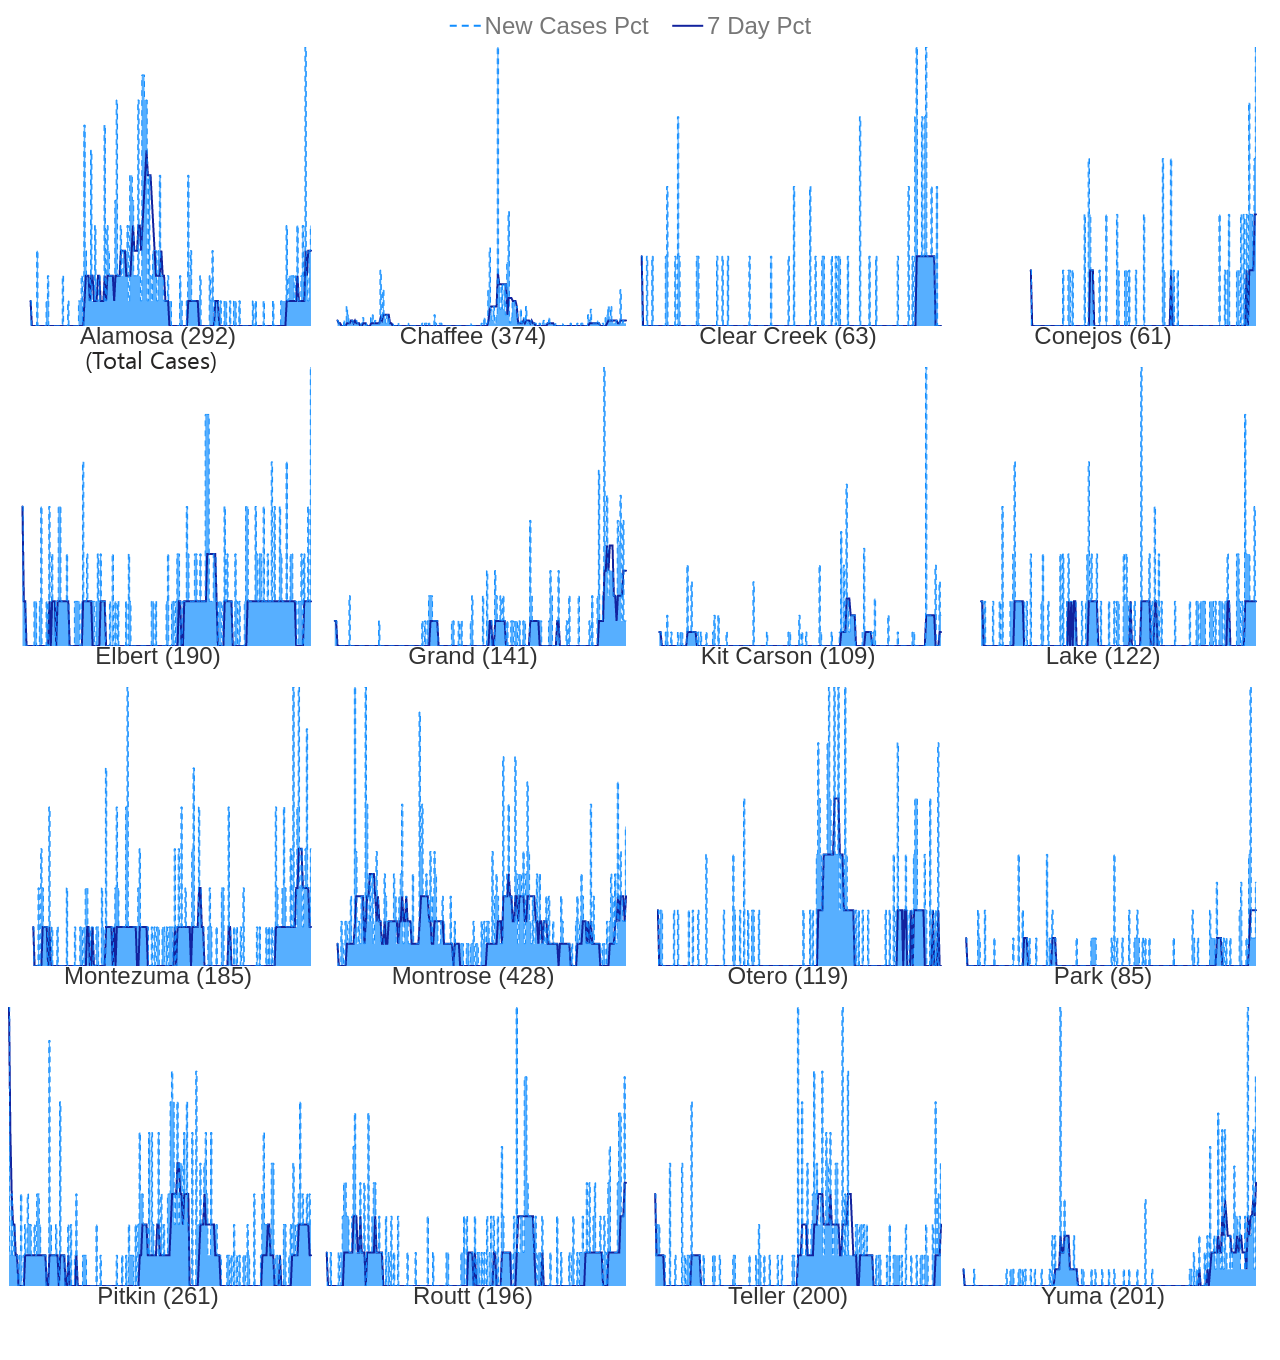 New Cases Pct 7 Day Pct
Alamosa (292) Chaffee (374) Clear Creek (63) Conejos (61)
(Total Cases)
Elbert (190) Grand (141) Kit Carson (109) Lake (122)
Montezuma (185) Montrose (428) Otero (119) Park (85)
Pitkin (261) Routt (196) Teller (200) Yuma (201)